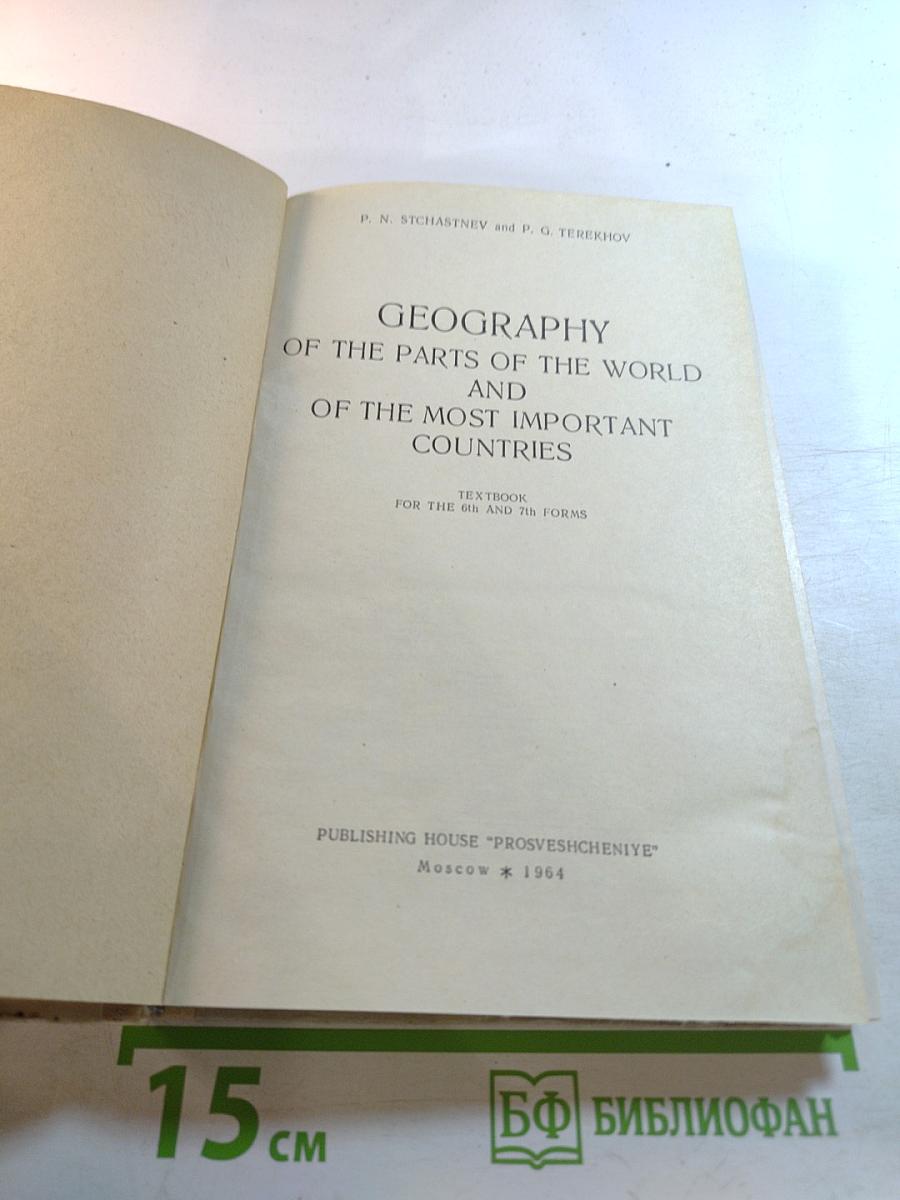 P. N. STCHASTNEV and P. G. TEREKHOV
GEOGRAPHY
OF THE PARTS OF THE WORLD
AND
OF THE MOST IMPORTANT
COUNTRIES
TEXTBOOK
FOR THE 6th AND 7th FORMS
PUBLISHING HOUSE "PROSVESHCHENIYE"
Moscow * 1964
15 см
БФ БИБЛИОФАН